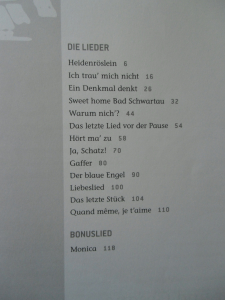 DIE LIEDER
Heidenröslein 6
Ich trau' mich nicht 16
Ein Denkmal denkt 26
Sweet home Bad Schwartau 32
Warum nich'? 44
Das letzte Lied vor der Pause 54
Hört ma' zu 58
Ja, Schatz! 70
Gaffer 80
Der blaue Engel 90
Liebeslied 100
Das letzte Stück 104
Quand même, je t'aime 110
BONUSLIED
Monica 118